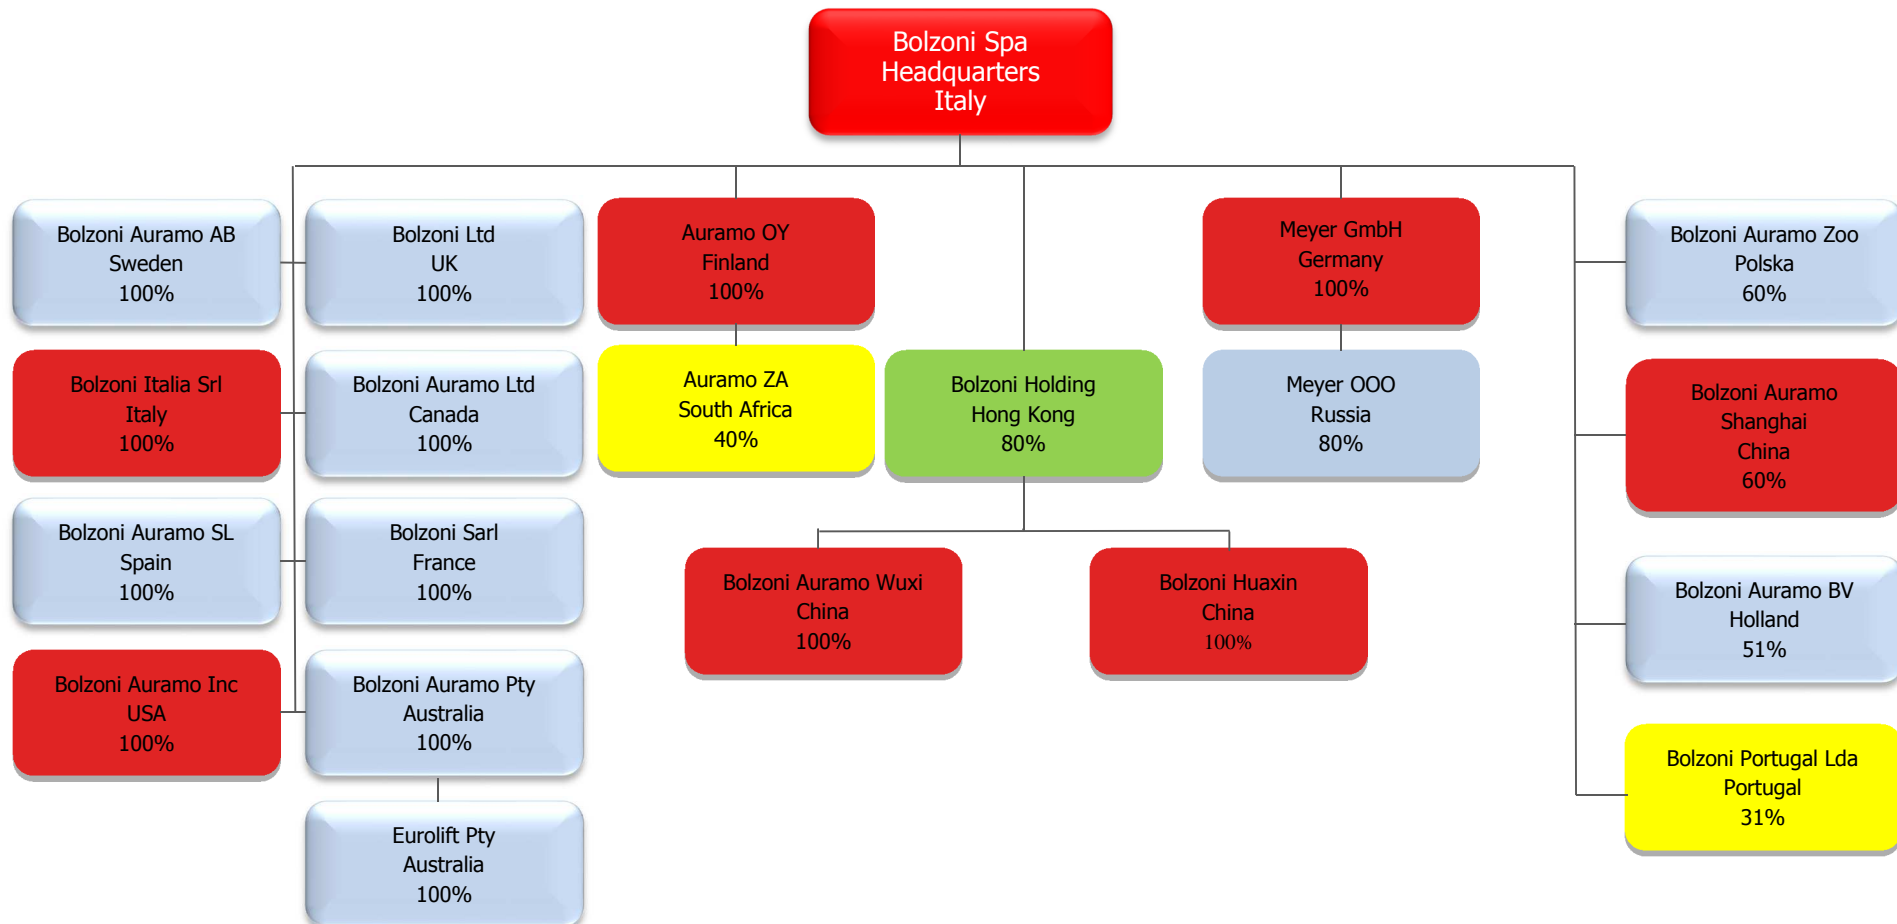 Bolzoni Spa
Headquarters
Italy
Bolzoni Auramo AB
Sweden
100%
Bolzoni Ltd
UK
100%
Auramo OY
Finland
100%
Meyer GmbH
Germany
100%
Bolzoni Auramo Zoo
Polska
60%
Bolzoni Italia Srl
Italy
100%
Bolzoni Auramo Ltd
Canada
100%
Auramo ZA
South Africa
40%
Bolzoni Holding
Hong Kong
80%
Meyer OOO
Russia
80%
Bolzoni Auramo
Shanghai
China
60%
Bolzoni Auramo SL
Spain
100%
Bolzoni Sarl
France
100%
Bolzoni Auramo Wuxi
China
100%
Bolzoni Huaxin
China
100%
Bolzoni Auramo BV
Holland
51%
Bolzoni Auramo Inc
USA
100%
Bolzoni Auramo Pty
Australia
100%
Bolzoni Portugal Lda
Portugal
31%
Eurolift Pty
Australia
100%